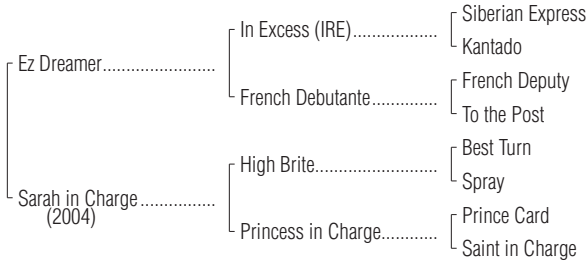 Siberian Express
In Excess (IRE)...................
Kantado
Ez Dreamer.........................
French Deputy
French Debutante...............
To the Post
Best Turn
High Brite...........................
Spray
Sarah in Charge................
(2004)
Prince Card
Princess in Charge.............
Saint in Charge